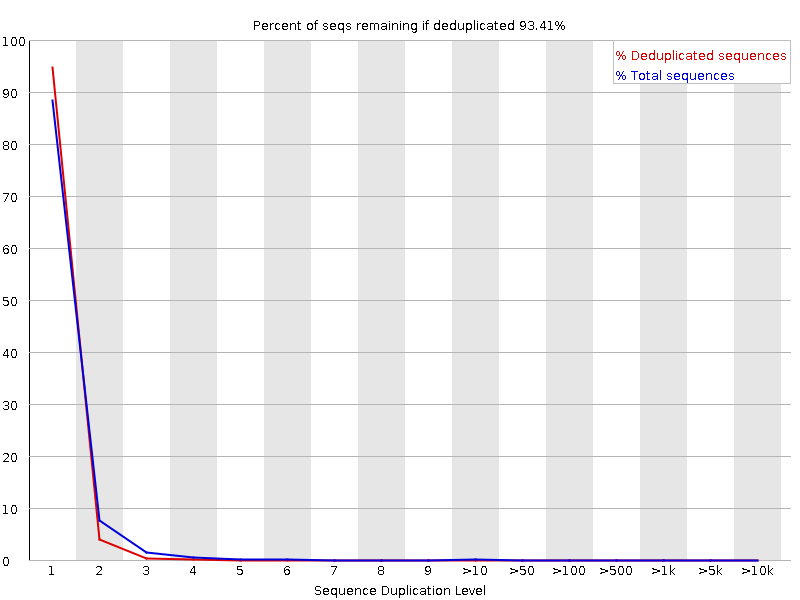 Percent of seqs remaining if deduplicated 93.41%
% Deduplicated sequences
% Total sequences
100
90
80
70
60
50
40
30
20
10
0
1 2 3 4 5 6 7 8 9 >10 >50 >100 >500 >1k >5k >10k
Sequence Duplication Level